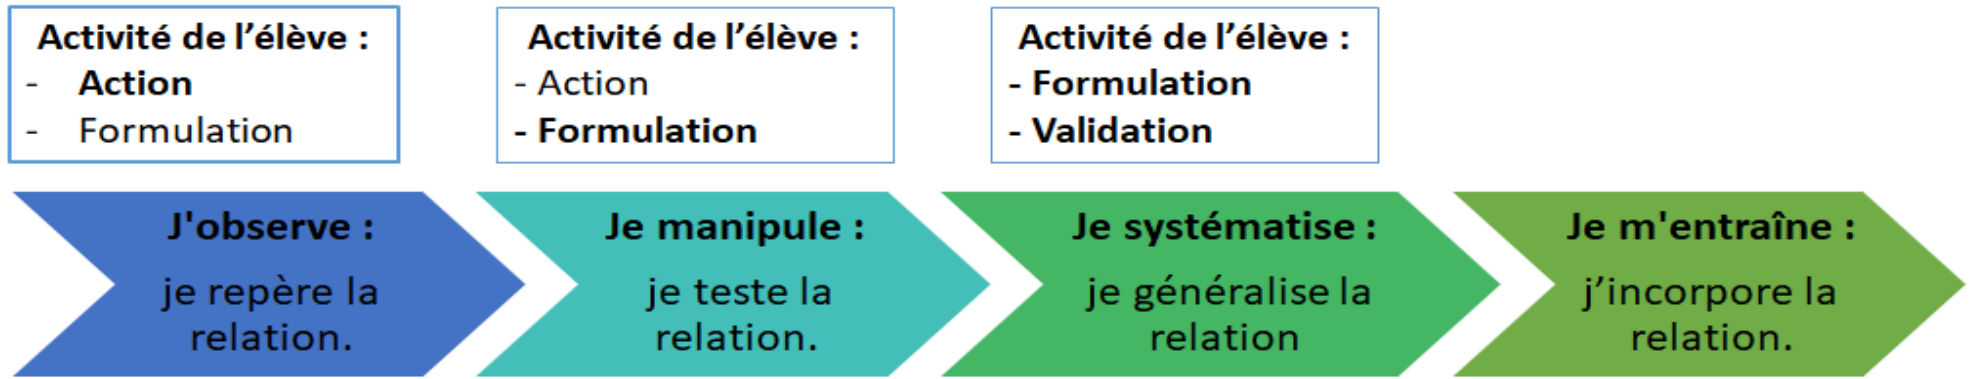 Activité de l’élève :
- Action
- Formulation
Activité de l’élève :
- Action
- Formulation
Activité de l’élève :
- Formulation
- Validation
J'observe :
je repère la
relation.
Je manipule :
je teste la
relation.
Je systématise :
je généralise la
relation
Je m'entraîne :
j’incorpore la
relation.